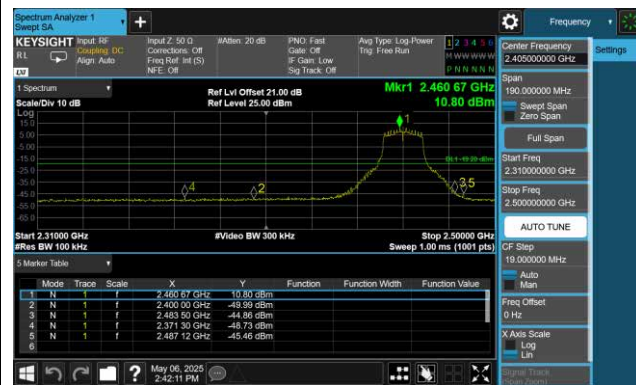 Spectrum Analyzer 1
Swept SA
+
Frequency
KEYSIGHT
Input: RF
Input Z: 50 Ω
#Atten: 20 dB
PNO: Fast
Avg Type: Log-Power
1 2 3 4 5 6
RL
Coupling: DC
Corrections: Off
Gate: Off
Trig: Free Run
M W W W W W
Align: Auto
Freq Ref: Int (S)
IF Gain: Low
P N N N N N
NFE: Off
Sig Track: Off
LXI
1 Spectrum
Ref Lvl Offset 21.00 dB
Mkr1 2.460 67 GHz
Scale/Div 10 dB
Ref Level 25.00 dBm
10.80 dBm
Log
15.0
5.00
-5.00
-15.0
-25.0
-35.0
-45.0
-55.0
-65.0
1
4
2
5
Start 2.31000 GHz
#Video BW 300 kHz
Stop 2.50000 GHz
#Res BW 100 kHz
Sweep 1.00 ms (1001 pts)
5 Marker Table
Mode Trace Scale X Y Function Function Width Function Value
1 N 1 f 2.460 67 GHz 10.80 dBm
2 N 1 f 2.400 00 GHz -49.99 dBm
3 N 1 f 2.483 50 GHz -44.86 dBm
4 N 1 f 2.371 30 GHz -48.73 dBm
5 N 1 f 2.487 12 GHz -45.46 dBm
6
May 06, 2025
2:42:11 PM
?
Center Frequency
2.405000000 GHz
Settings
Span
190.000000 MHz
Swept Span
Zero Span
Full Span
Start Freq
2.310000000 GHz
Stop Freq
2.500000000 GHz
AUTO TUNE
CF Step
19.000000 MHz
Auto
Man
Freq Offset
0 Hz
X Axis Scale
Log
Lin
Signal Track
(Span Zoom)